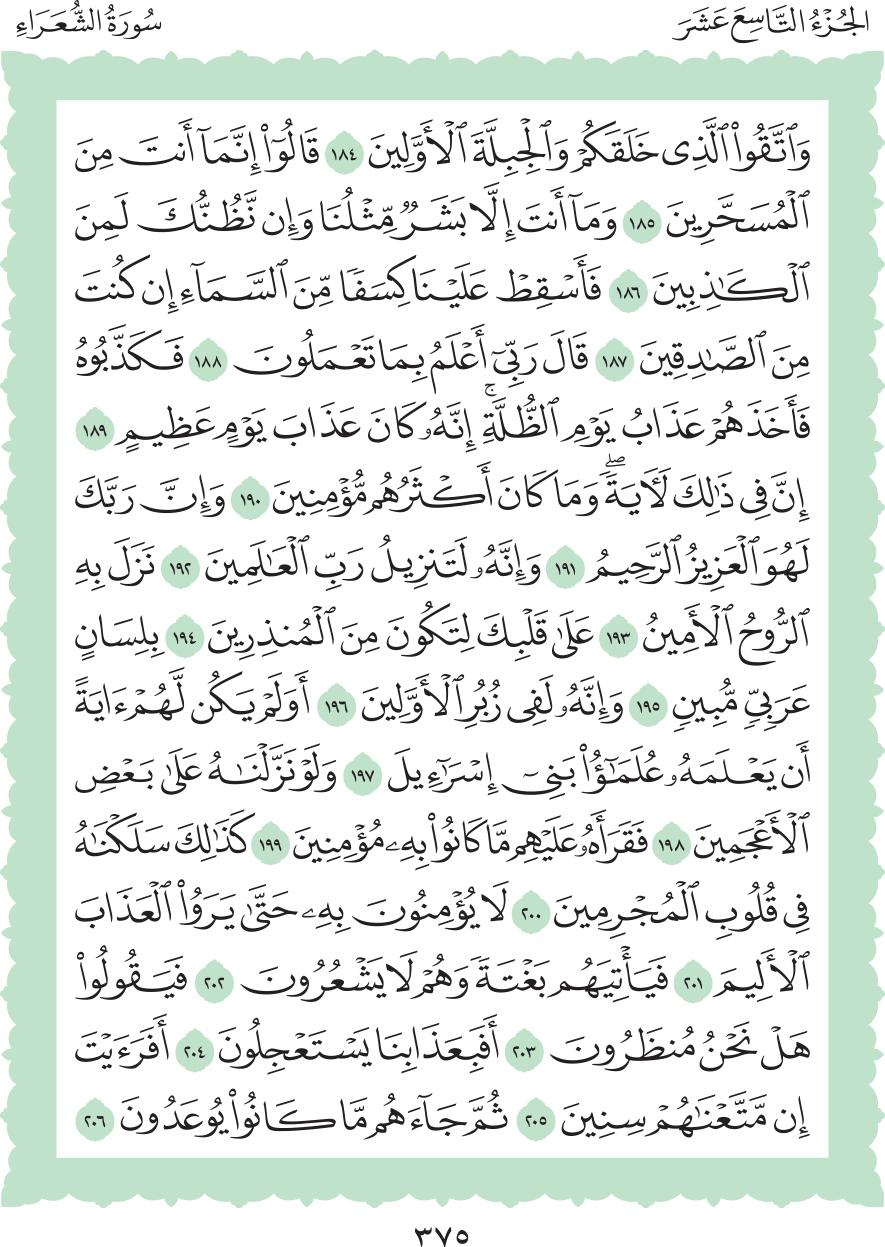 الجُزْءُ التَّاسِعَ عَشَرَ
سُورَةُ الشُّعَرَاءِ
وَٱتَّقُواْ ٱلَّذِى خَلَقَكُمْ وَٱلْجِبِلَّةَ ٱلْأَوَّلِينَ ١٨٤ قَالُوٓاْ إِنَّمَآ أَنتَ مِنَ
ٱلْمُسَحَّرِينَ ١٨٥ وَمَآ أَنتَ إِلَّا بَشَرٌ مِّثْلُنَا وَإِن نَّظُنُّكَ لَمِنَ
ٱلْكَٰذِبِينَ ١٨٦ فَأَسْقِطْ عَلَيْنَا كِسَفًا مِّنَ ٱلسَّمَآءِ إِن كُنتَ
مِنَ ٱلصَّٰدِقِينَ ١٨٧ قَالَ رَبِّىٓ أَعْلَمُ بِمَا تَعْمَلُونَ ١٨٨ فَكَذَّبُوهُ
فَأَخَذَهُمْ عَذَابُ يَوْمِ ٱلظُّلَّةِ ۚ إِنَّهُۥ كَانَ عَذَابَ يَوْمٍ عَظِيمٍ ١٨٩
إِنَّ فِى ذَٰلِكَ لَأٓيَةً ۖ وَمَا كَانَ أَكْثَرُهُم مُّؤْمِنِينَ ١٩٠ وَإِنَّ رَبَّكَ
لَهُوَ ٱلْعَزِيزُ ٱلرَّحِيمُ ١٩١ وَإِنَّهُۥ لَتَنزِيلُ رَبِّ ٱلْعَٰلَمِينَ ١٩٢ نَزَلَ بِهِ
ٱلرُّوحُ ٱلْأَمِينُ ١٩٣ عَلَىٰ قَلْبِكَ لِتَكُونَ مِنَ ٱلْمُنذِرِينَ ١٩٤ بِلِسَانٍ
عَرَبِىٍّ مُّبِينٍ ١٩٥ وَإِنَّهُۥ لَفِى زُبُرِ ٱلْأَوَّلِينَ ١٩٦ أَوَلَمْ يَكُن لَّهُمْ ءَايَةً
أَن يَعْلَمَهُۥ عُلَمَٰٓؤُاْ بَنِىٓ إِسْرَٰٓءِيلَ ١٩٧ وَلَوْ نَزَّلْنَٰهُ عَلَىٰ بَعْضِ
ٱلْأَعْجَمِينَ ١٩٨ فَقَرَأَهُۥ عَلَيْهِم مَّا كَانُواْ بِهِۦ مُؤْمِنِينَ ١٩٩ كَذَٰلِكَ سَلَكْنَٰهُ
فِى قُلُوبِ ٱلْمُجْرِمِينَ ٢٠٠ لَا يُؤْمِنُونَ بِهِۦ حَتَّىٰ يَرَوُاْ ٱلْعَذَابَ
ٱلْأَلِيمَ ٢٠١ فَيَأْتِيَهُم بَغْتَةً وَهُمْ لَا يَشْعُرُونَ ٢٠٢ فَيَقُولُواْ
هَلْ نَحْنُ مُنظَرُونَ ٢٠٣ أَفَبِعَذَابِنَا يَسْتَعْجِلُونَ ٢٠٤ أَفَرَءَيْتَ
إِن مَّتَّعْنَٰهُمْ سِنِينَ ٢٠٥ ثُمَّ جَآءَهُم مَّا كَانُواْ يُوعَدُونَ ٢٠٦
٣٧٥